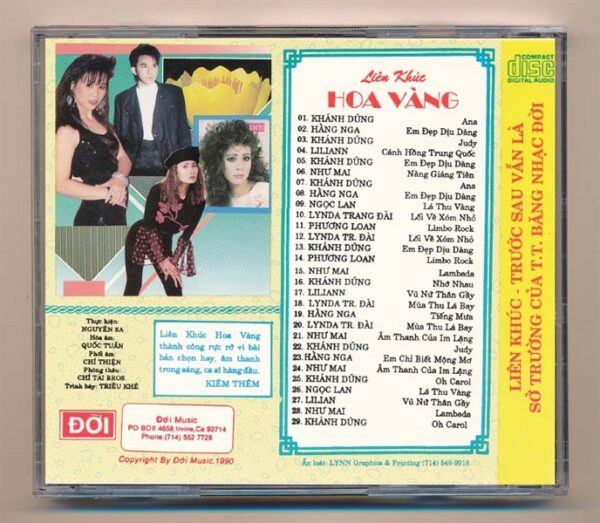 Liên Khúc
HOA VÀNG
01. KHÁNH DŨNG Ana
02. HẰNG NGA Em Đẹp Dịu Dàng
03. KHÁNH DŨNG Judy
04. LILIANN Cánh Hồng Trung Quốc
05. KHÁNH DŨNG Em Đẹp Dịu Dàng
06. NHƯ MAI Nàng Giáng Tiên
07. KHÁNH DŨNG Ana
08. HẰNG NGA Em Đẹp Dịu Dàng
09. NGỌC LAN Lá Thu Vàng
10. LYNDA TRANG ĐÀI Lối Về Xóm Nhỏ
11. PHƯƠNG LOAN Limbo Rock
12. LYNDA TR. ĐÀI Lối Về Xóm Nhỏ
13. KHÁNH DŨNG Em Đẹp Dịu Dàng
14. PHƯƠNG LOAN Limbo Rock
15. NHƯ MAI Lambada
16. KHÁNH DŨNG Nhớ Nhau
17. LILIANN Vũ Nữ Thân Gầy
18. LYNDA TR. ĐÀI Mùa Thu Lá Bay
19. HẰNG NGA Tiếng Mưa
20. LYNDA TR. ĐÀI Mùa Thu Lá Bay
21. NHƯ MAI Âm Thanh Của Im Lặng
22. KHÁNH DŨNG Judy
23. HẰNG NGA Em Chỉ Biết Mộng Mơ
24. NHƯ MAI Âm Thanh Của Im Lặng
25. KHÁNH DŨNG Oh Carol
26. NGỌC LAN Lá Thu Vàng
27. LILIAN Vũ Nữ Thân Gầy
28. NHƯ MAI Lambada
29. KHÁNH DŨNG Oh Carol
Ấn loát: LYNN Graphics & Printing (714) 540-9918
ĐỜI
Thực hiện:
NGUYÊN SA
Hòa âm:
QUỐC TUẤN
Phối âm:
CHÍ THIỆN
Phòng thâu:
CHÍ TÀI BROS.
Trình bày: TRIỀU KHÊ
Liên Khúc Hoa Vàng
thành công rực rỡ vì bài
bản chọn hay, âm thanh
trong sáng, ca sĩ hàng đầu.
KIÊM THÊM
ĐỜI
Đời Music
PO BOX 4658, Irvine, Ca 92714
Phone:(714) 552 7728
Copyright By Đời Music.1990
COMPACT
disc
DIGITAL AUDIO
LIÊN KHÚC - TRƯỚC SAU VẪN LÀ
SỞ TRƯỜNG CỦA T.T. BĂNG NHẠC ĐỜI